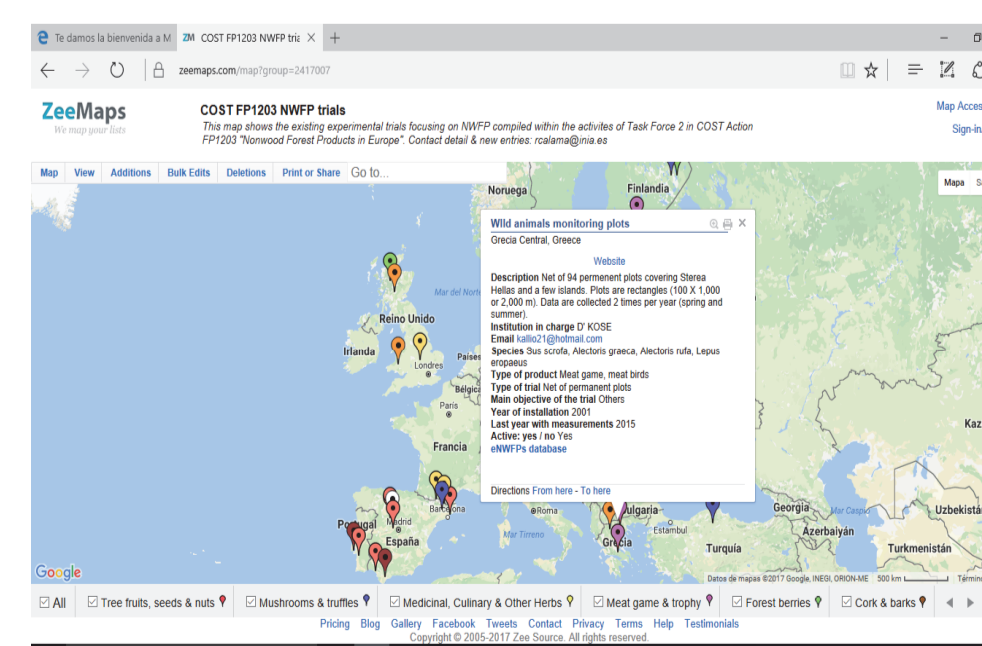 Te damos la bienvenida a M
ZM COST FP1203 NWFP tria
zeemaps.com/map?group=2417007
ZeeMaps
We map your lists
COST FP1203 NWFP trials
This map shows the existing experimental trials focusing on NWFP compiled within the activites of Task Force 2 in COST Action
FP1203 "Nonwood Forest Products in Europe". Contact detail & new entries: rcalama@inia.es
Map Acces
Sign-in
Map View Additions Bulk Edits Deletions Print or Share Go to...
Mapa S
Noruega
Finlandia
WIld animals monitoring plots
Grecia Central, Greece
Website
Description Net of 94 permenent plots covering Sterea
Hellas and a few islands. Plots are rectangles (100 X 1,000
or 2,000 m). Data are collected 2 times per year (spring and
summer).
Institution in charge D' KOSE
Email kallio21@hotmail.com
Species Sus scrofa, Alectoris graeca, Alectoris rufa, Lepus
eropaeus
Type of product Meat game, meat birds
Type of trial Net of permanent plots
Main objective of the trial Others
Year of installation 2001
Last year with measurements 2015
Active: yes / no Yes
eNWFPs database
Directions From here - To here
Mar del Norte
Reino Unido
Irlanda
Londres
Países
Bélgica
París
Francia
Kaz
Barcelona
Portugal
Madrid
España
Roma
Mar Tirreno
Bulgaria
Estambul
Grecia
Turquía
Georgia
Mar Caspio
Azerbaiyán
Uzbekistá
Turkmenistán
Google
Datos de mapas ©2017 Google, INEGI, ORION-ME 500 km Término
All Tree fruits, seeds & nuts Mushrooms & truffles Medicinal, Culinary & Other Herbs Meat game & trophy Forest berries Cork & barks
Pricing Blog Gallery Facebook Tweets Contact Privacy Terms Help Testimonials
Copyright © 2005-2017 Zee Source. All rights reserved.